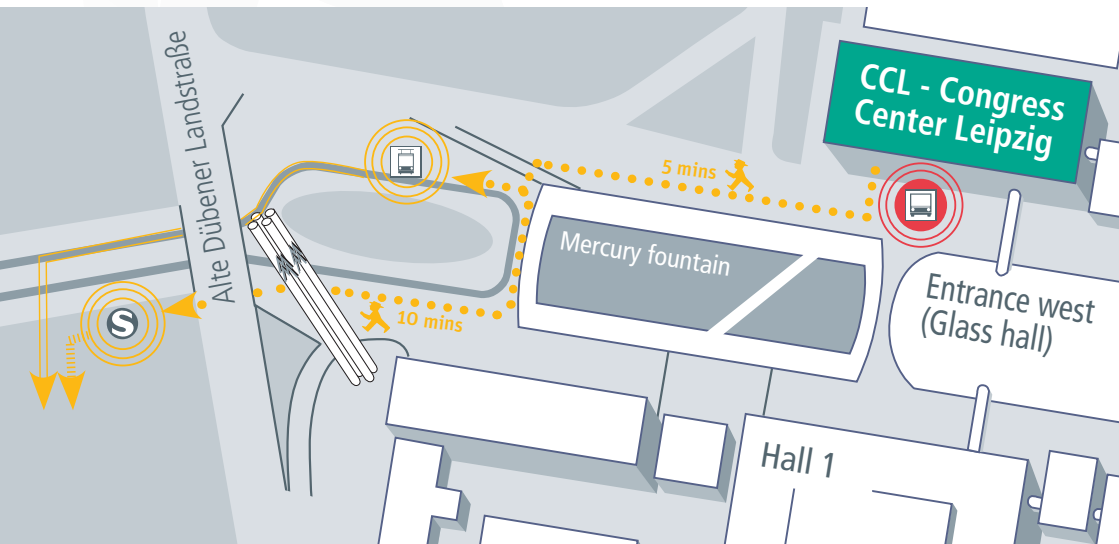 Alte Dübener Landstraße
CCL - Congress
Center Leipzig
5 mins
Mercury fountain
Entrance west
(Glass hall)
S
10 mins
Hall 1